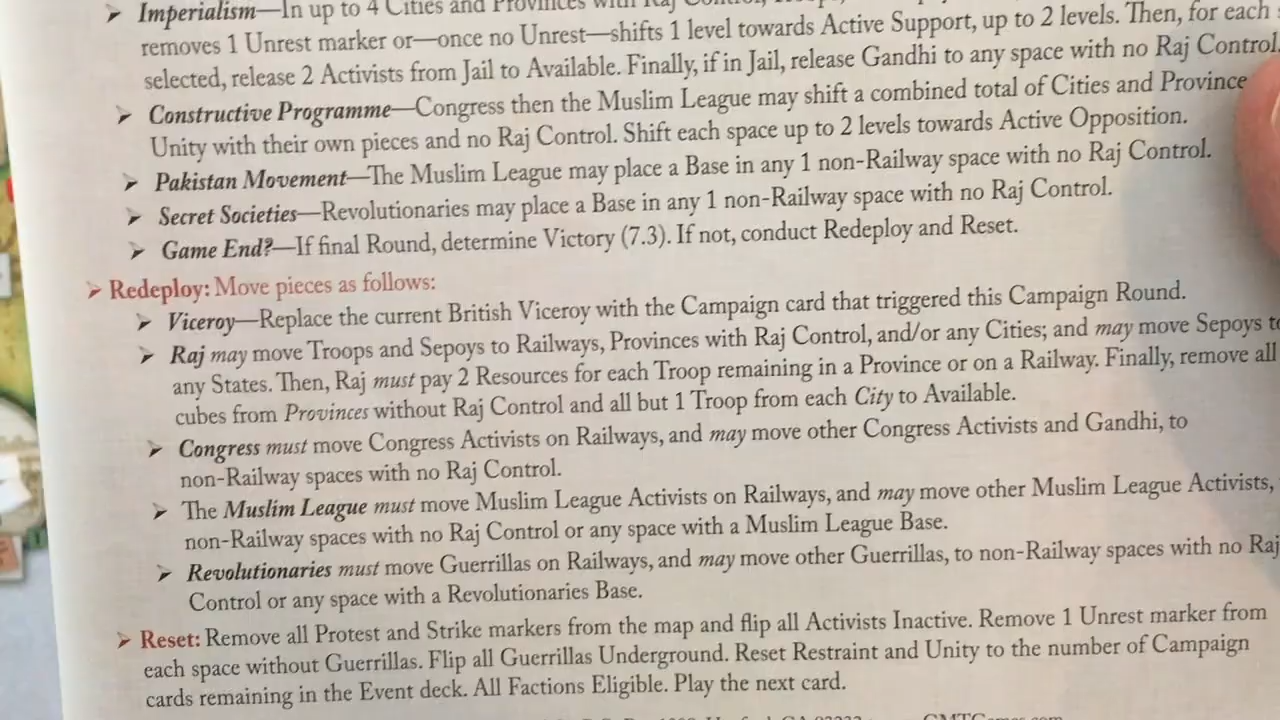 ➤ Imperialism—In up to 4 Cities and Provinces with Raj Control,
removes 1 Unrest marker or—once no Unrest—shifts 1 level towards Active Support, up to 2 levels. Then, for each
selected, release 2 Activists from Jail to Available. Finally, if in Jail, release Gandhi to any space with no Raj Control.
➤ Constructive Programme—Congress then the Muslim League may shift a combined total of Cities and Province
Unity with their own pieces and no Raj Control. Shift each space up to 2 levels towards Active Opposition.
➤ Pakistan Movement—The Muslim League may place a Base in any 1 non-Railway space with no Raj Control.
➤ Secret Societies—Revolutionaries may place a Base in any 1 non-Railway space with no Raj Control.
➤ Game End?—If final Round, determine Victory (7.3). If not, conduct Redeploy and Reset.
➤ Redeploy: Move pieces as follows:
➤ Viceroy—Replace the current British Viceroy with the Campaign card that triggered this Campaign Round.
➤ Raj may move Troops and Sepoys to Railways, Provinces with Raj Control, and/or any Cities; and may move Sepoys to
any States. Then, Raj must pay 2 Resources for each Troop remaining in a Province or on a Railway. Finally, remove all
cubes from Provinces without Raj Control and all but 1 Troop from each City to Available.
➤ Congress must move Congress Activists on Railways, and may move other Congress Activists and Gandhi, to
non-Railway spaces with no Raj Control.
➤ The Muslim League must move Muslim League Activists on Railways, and may move other Muslim League Activists,
non-Railway spaces with no Raj Control or any space with a Muslim League Base.
➤ Revolutionaries must move Guerrillas on Railways, and may move other Guerrillas, to non-Railway spaces with no Raj
Control or any space with a Revolutionaries Base.
➤ Reset: Remove all Protest and Strike markers from the map and flip all Activists Inactive. Remove 1 Unrest marker from
each space without Guerrillas. Flip all Guerrillas Underground. Reset Restraint and Unity to the number of Campaign
cards remaining in the Event deck. All Factions Eligible. Play the next card.